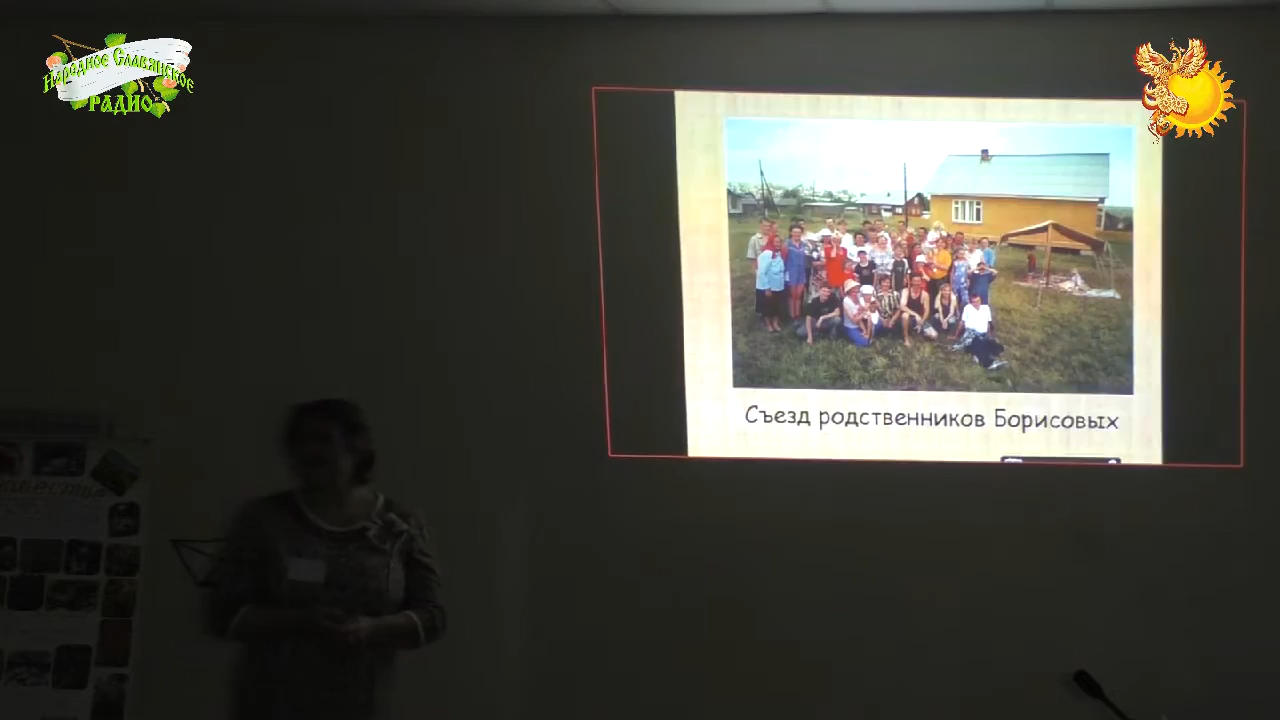 Народное Славянское
РАДИО
Съезд родственников Борисовых